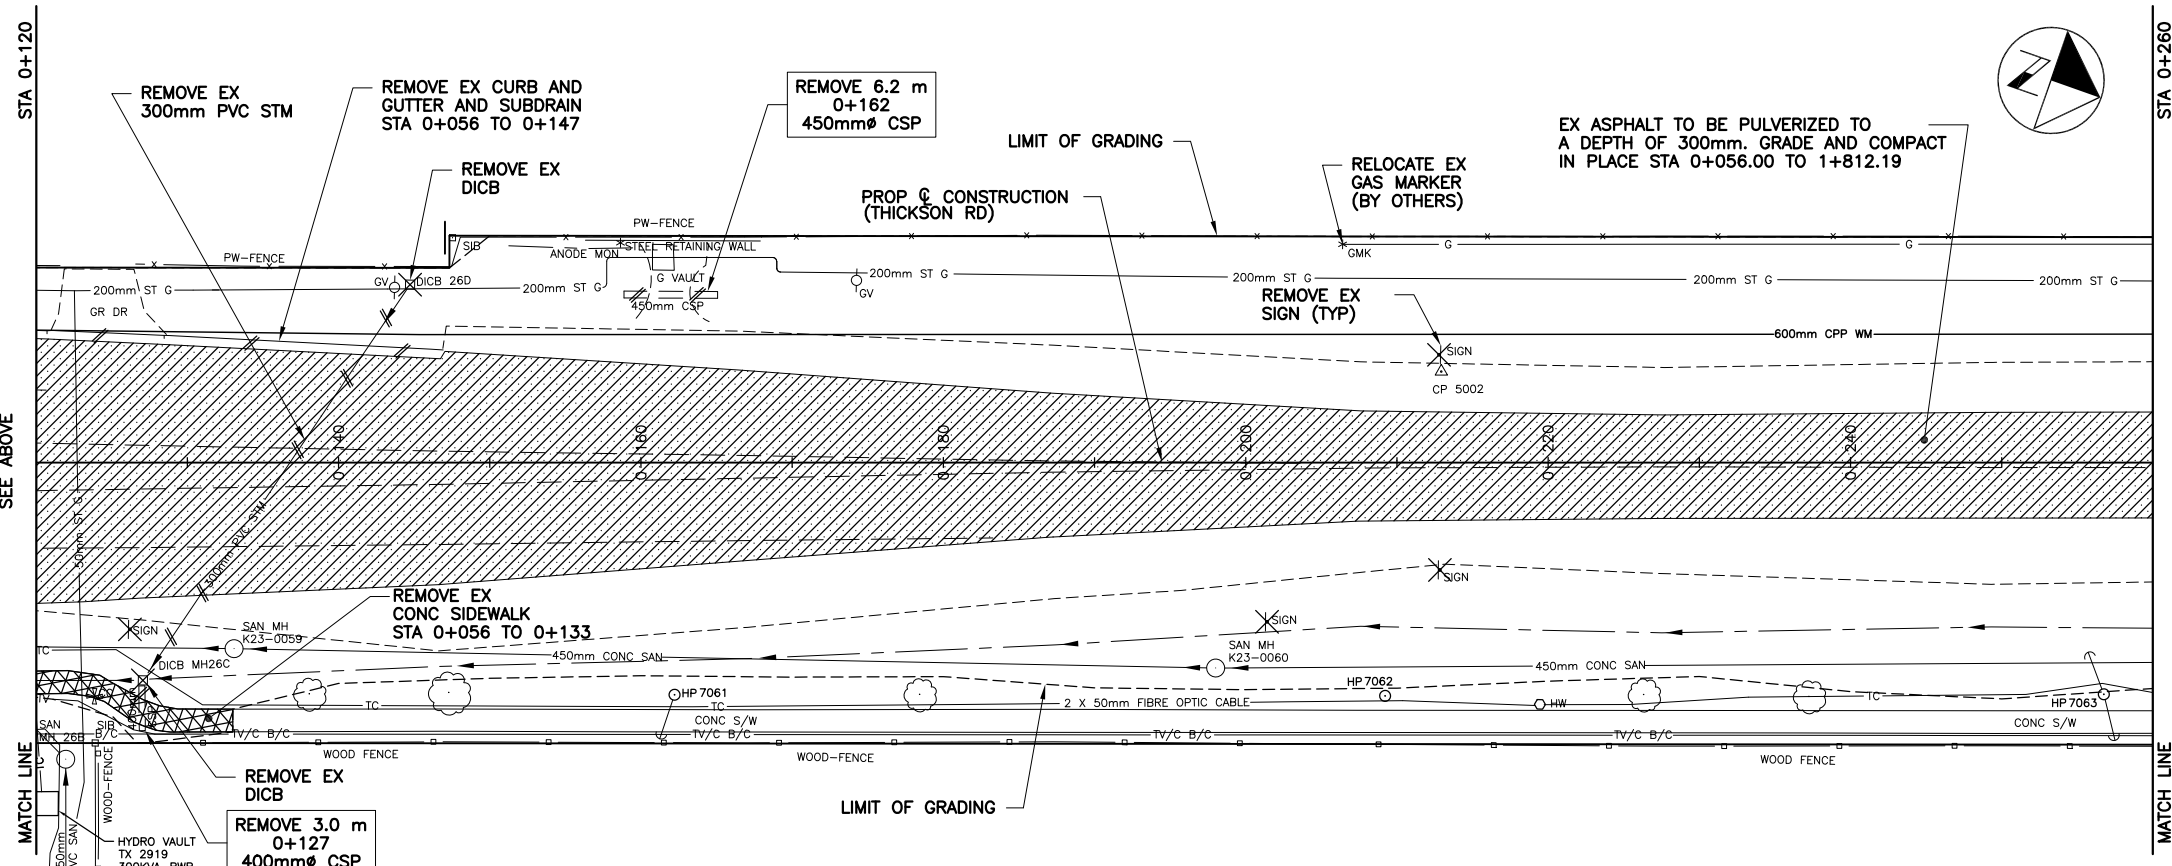 STA 0+120
STA 0+260
REMOVE EX
300mm PVC STM
REMOVE EX CURB AND
GUTTER AND SUBDRAIN
STA 0+056 TO 0+147
REMOVE EX
DICB
REMOVE 6.2 m
0+162
450mmø CSP
LIMIT OF GRADING
PROP ℄ CONSTRUCTION
(THICKSON RD)
RELOCATE EX
GAS MARKER
(BY OTHERS)
EX ASPHALT TO BE PULVERIZED TO
A DEPTH OF 300mm. GRADE AND COMPACT
IN PLACE STA 0+056.00 TO 1+812.19
PW-FENCE
PW-FENCE
SIB
ANODE MON
STEEL RETAINING WALL
G VAULT
450mm CSP
GV
DICB 26D
200mm ST G
200mm ST G
200mm ST G
200mm ST G
200mm ST G
200mm ST G
GV
GMK
G
G
GR DR
REMOVE EX
SIGN (TYP)
SIGN
CP 5002
600mm CPP WM
SEE ABOVE
0+140
0+160
0+180
0+200
0+220
0+240
50mm ST G
300mm PVC STM
REMOVE EX
CONC SIDEWALK
STA 0+056 TO 0+133
SIGN
SIGN
SIGN
SAN MH
K23-0059
450mm CONC SAN
SAN MH
K23-0060
450mm CONC SAN
TC
DICB MH26C
TV
HP 7061
HP 7062
HP 7063
TC
TC
TC
2 X 50mm FIBRE OPTIC CABLE
HW
CONC S/W
CONC S/W
SAN
MH 26B
SIB
B/C
TV/C B/C
TV/C B/C
TV/C B/C
TV/C B/C
WOOD FENCE
WOOD-FENCE
WOOD FENCE
WOOD-FENCE
REMOVE EX
DICB
LIMIT OF GRADING
REMOVE 3.0 m
0+127
400mmø CSP
HYDRO VAULT
TX 2919
300KVA PWR
MATCH LINE
MATCH LINE